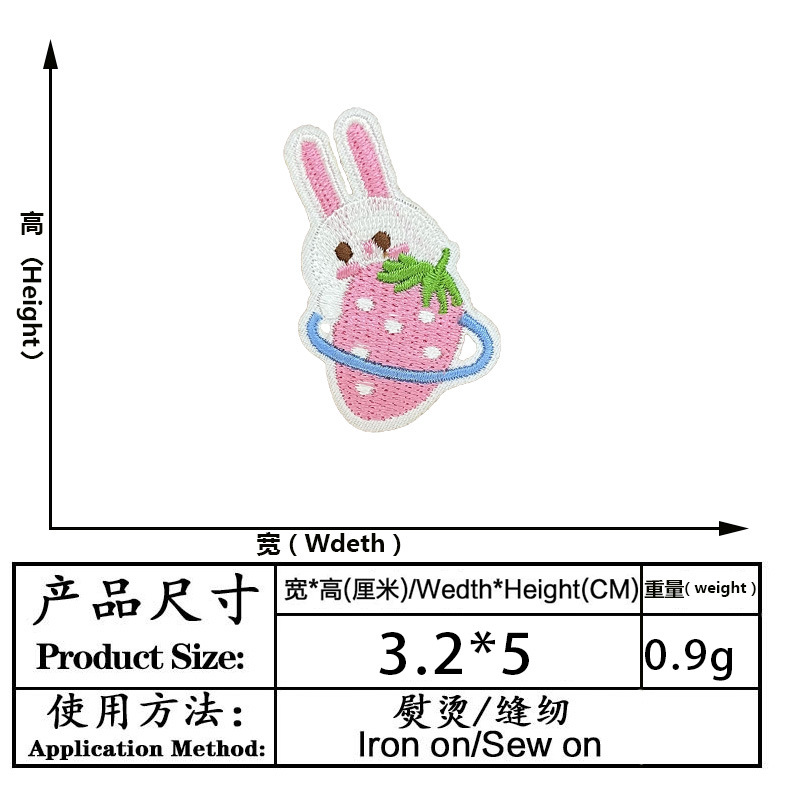 高
(Height)
宽 ( Wdeth )
产品尺寸
Product Size:
宽*高(厘米)/Wedth*Height(CM)
重量( weight )
3.2*5
0.9g
使用方法:
Application Method:
熨烫/缝纫
Iron on/Sew on